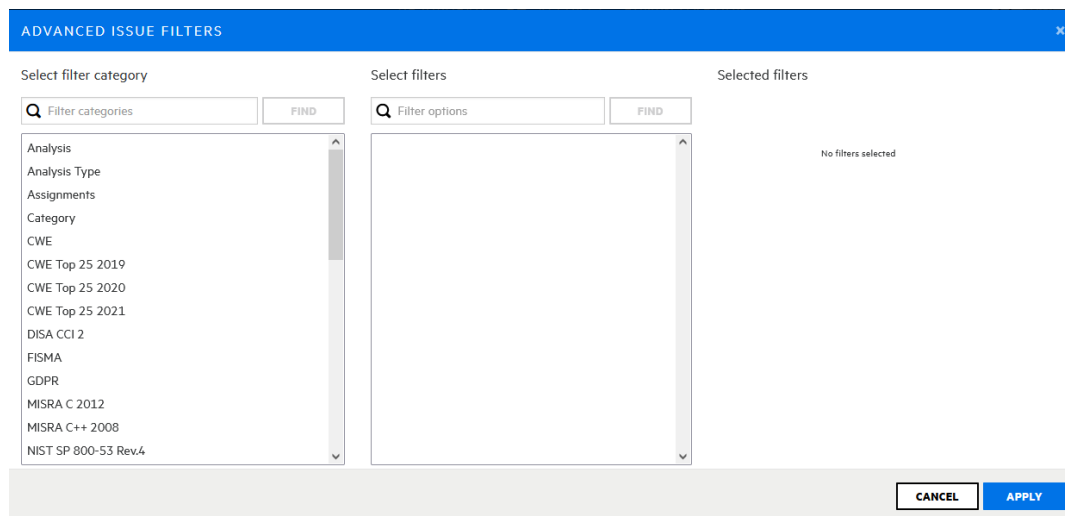 ADVANCED ISSUE FILTERS x
Select filter category
Filter categories FIND
Analysis
Analysis Type
Assignments
Category
CWE
CWE Top 25 2019
CWE Top 25 2020
CWE Top 25 2021
DISA CCI 2
FISMA
GDPR
MISRA C 2012
MISRA C++ 2008
NIST SP 800-53 Rev.4
Select filters
Filter options FIND
Selected filters
No filters selected
CANCEL APPLY